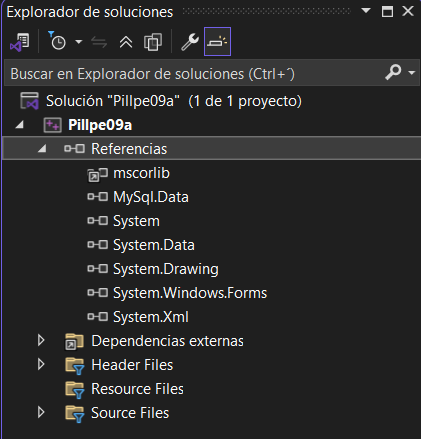 Explorador de soluciones
Buscar en Explorador de soluciones (Ctrl+´)
Solución "Pillpe09a" (1 de 1 proyecto)
Pillpe09a
Referencias
mscorlib
MySql.Data
System
System.Data
System.Drawing
System.Windows.Forms
System.Xml
Dependencias externas
Header Files
Resource Files
Source Files